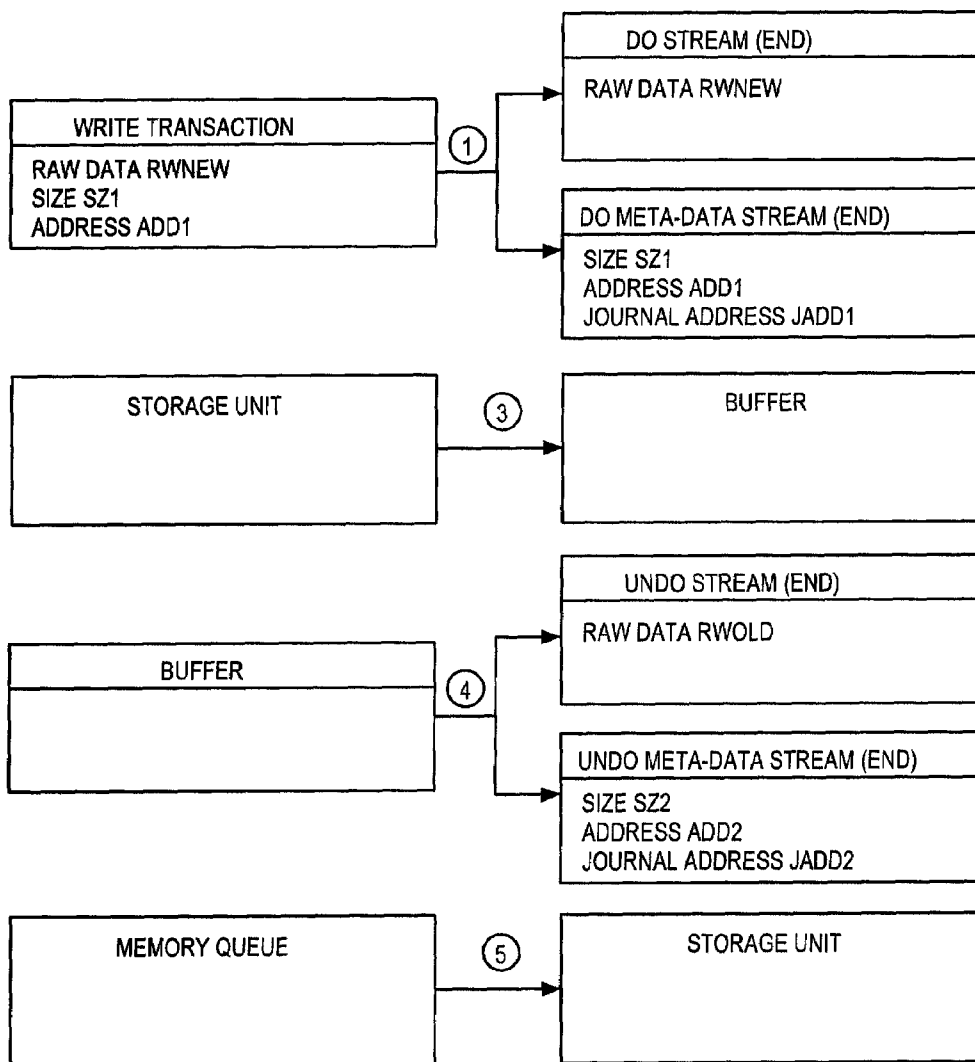 DO STREAM (END)
RAW DATA RWNEW
WRITE TRANSACTION
RAW DATA RWNEW
SIZE SZ1
ADDRESS ADD1
1
DO META-DATA STREAM (END)
SIZE SZ1
ADDRESS ADD1
JOURNAL ADDRESS JADD1
STORAGE UNIT
3
BUFFER
UNDO STREAM (END)
RAW DATA RWOLD
BUFFER
4
UNDO META-DATA STREAM (END)
SIZE SZ2
ADDRESS ADD2
JOURNAL ADDRESS JADD2
MEMORY QUEUE
5
STORAGE UNIT